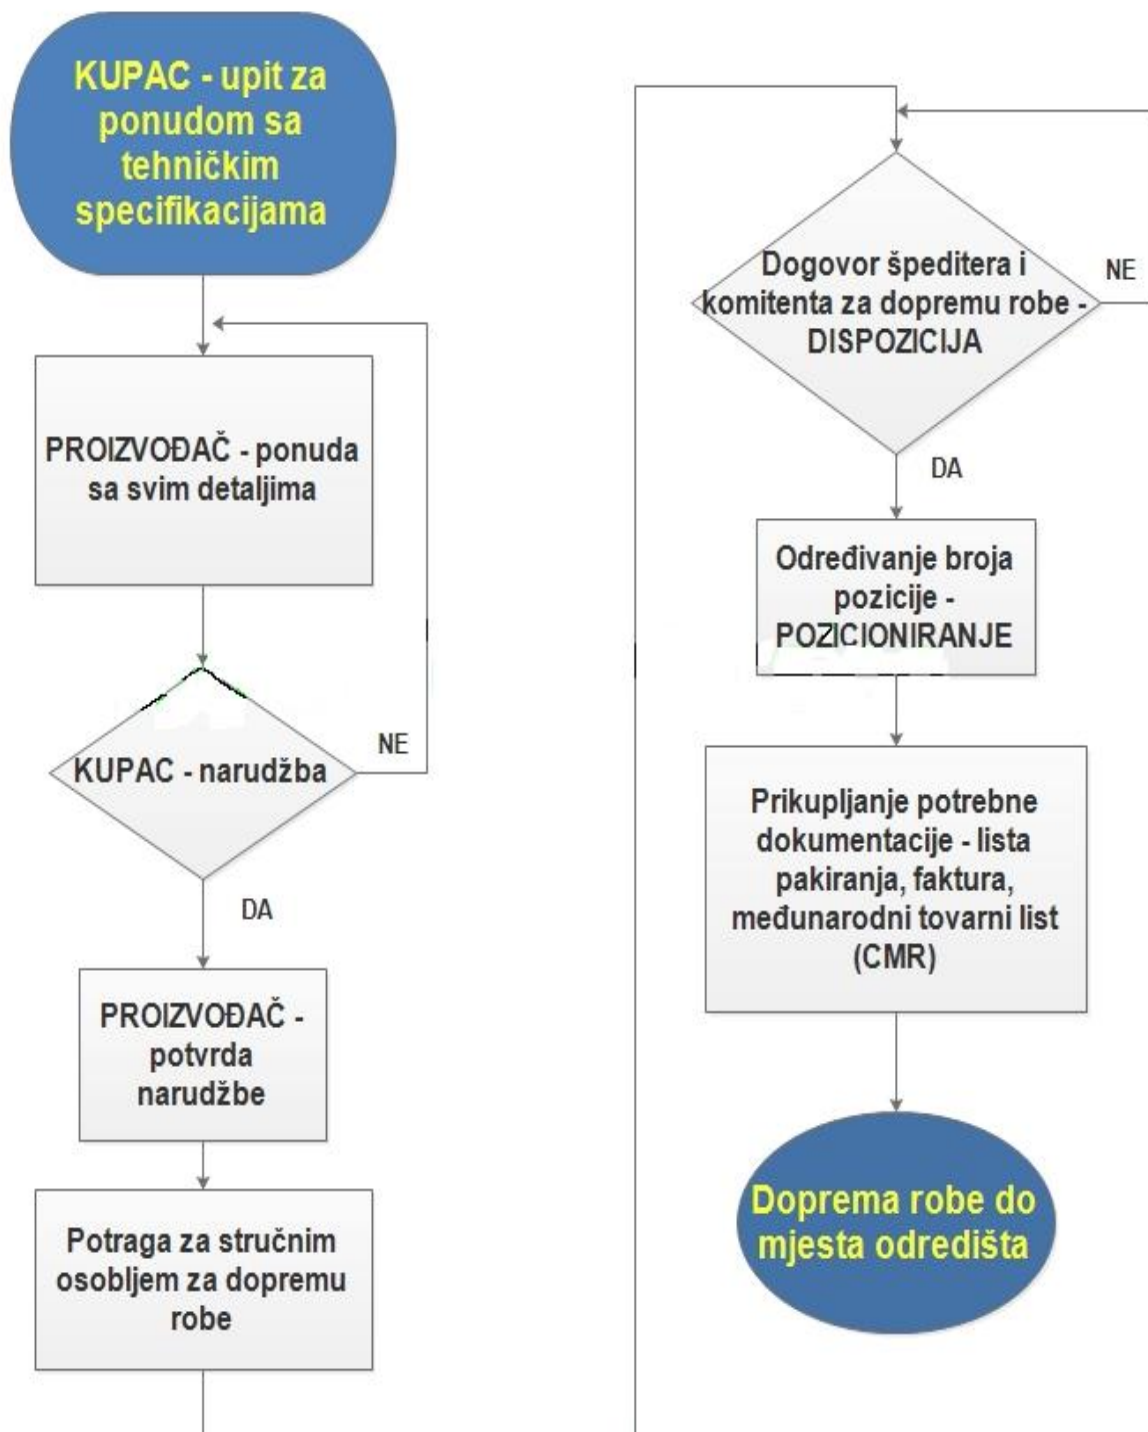 KUPAC - upit za
ponudom sa
tehničkim
specifikacijama
PROIZVOĐAČ - ponuda
sa svim detaljima
KUPAC - narudžba
NE
DA
PROIZVOĐAČ -
potvrda
narudžbe
Potraga za stručnim
osobljem za dopremu
robe
Dogovor špeditera i
komitenta za dopremu robe -
DISPOZICIJA
NE
DA
Određivanje broja
pozicije -
POZICIONIRANJE
Prikupljanje potrebne
dokumentacije - lista
pakiranja, faktura,
međunarodni tovarni list
(CMR)
Doprema robe do
mjesta odredišta